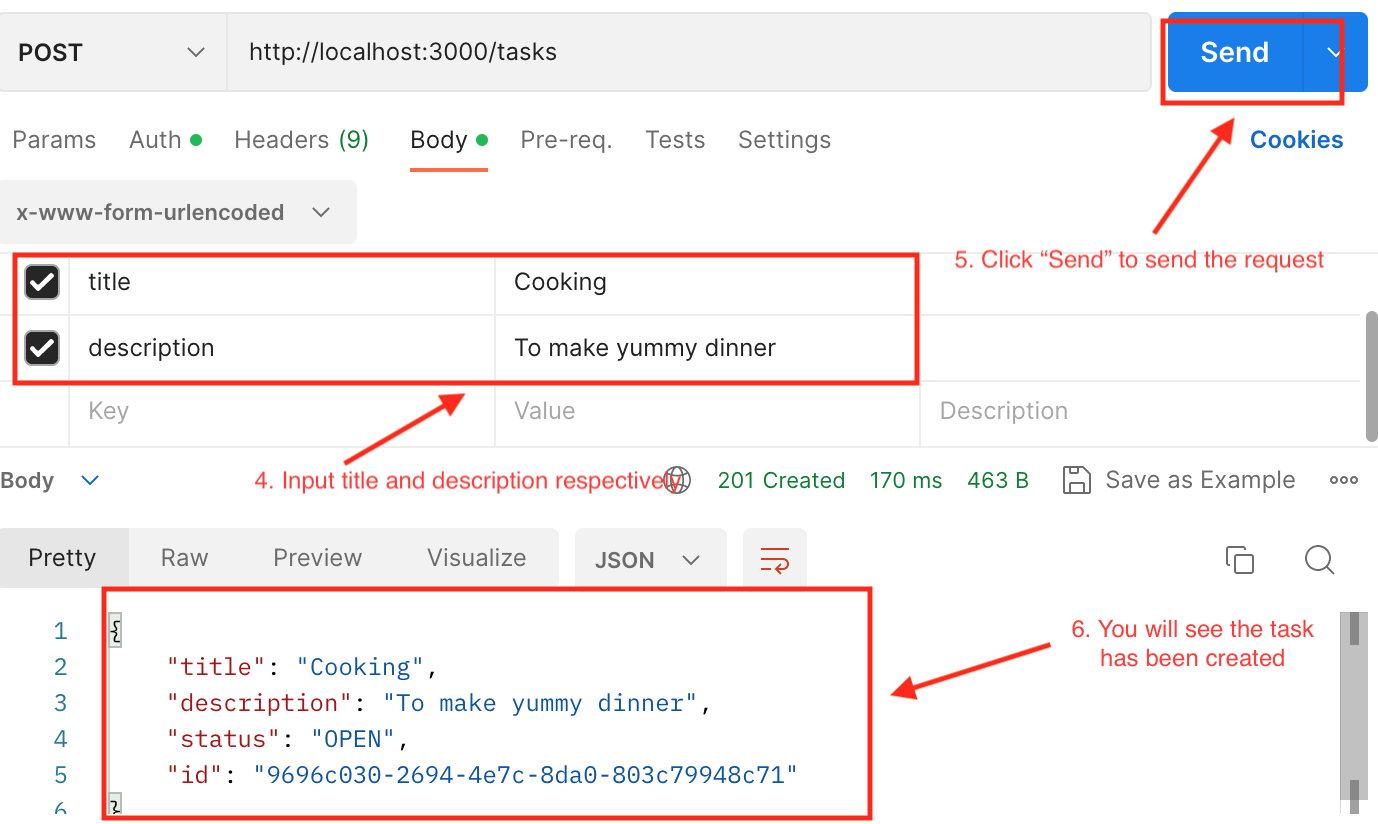 POST http://localhost:3000/tasks Send
Params Auth Headers (9) Body Pre-req. Tests Settings Cookies
x-www-form-urlencoded
5. Click “Send” to send the request
title Cooking
description To make yummy dinner
Key Value Description
4. Input title and description respectively
Body 201 Created 170 ms 463 B Save as Example
Pretty Raw Preview Visualize JSON
1 {
2 "title": "Cooking",
3 "description": "To make yummy dinner",
4 "status": "OPEN",
5 "id": "9696c030-2694-4e7c-8da0-803c79948c71"
6 }
6. You will see the task
has been created